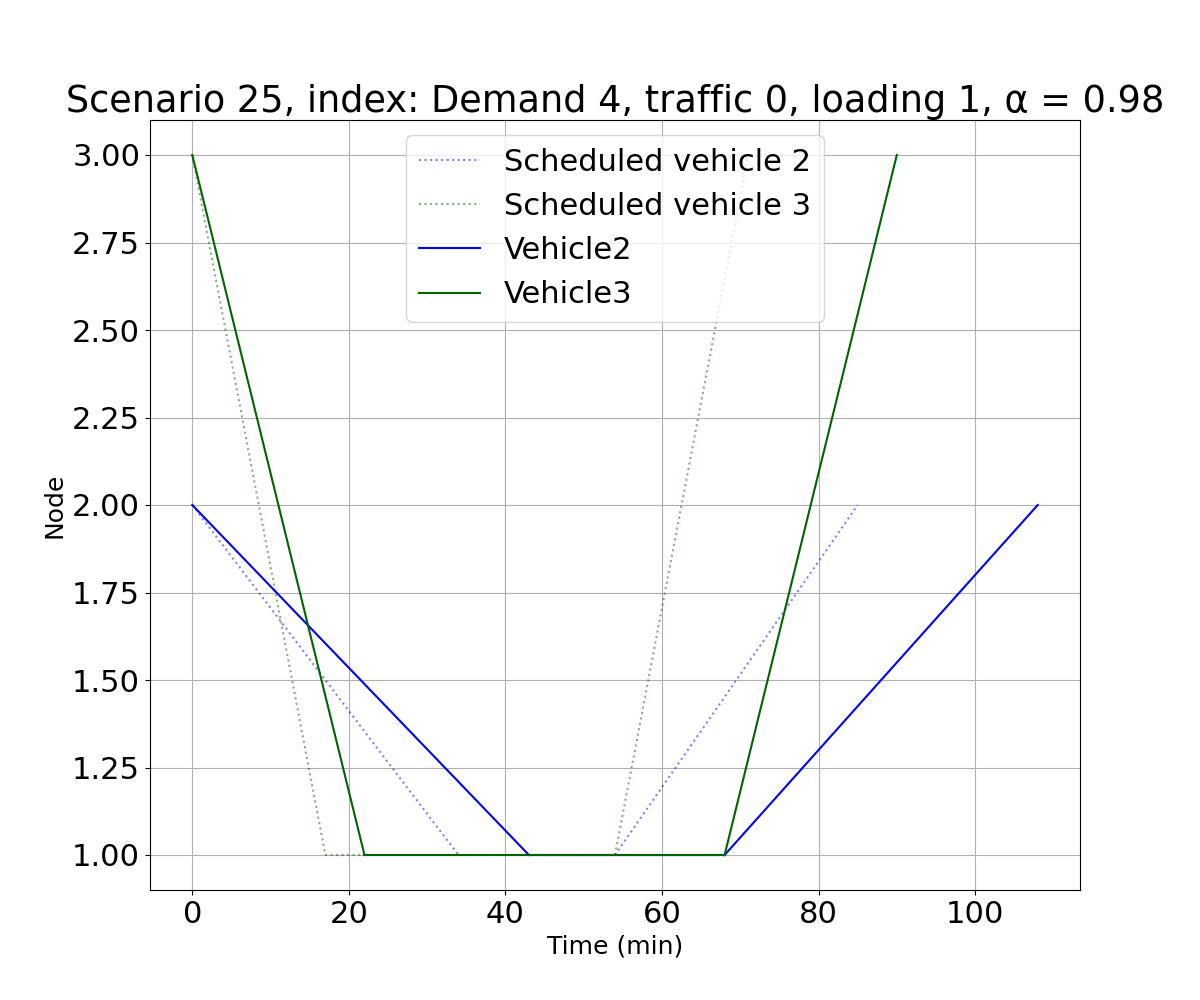 Scenario 25, index: Demand 4, traffic 0, loading 1, α = 0.98
Scheduled vehicle 2
Scheduled vehicle 3
Vehicle2
Vehicle3
3.00
2.75
2.50
2.25
2.00
1.75
1.50
1.25
1.00
Node
0 20 40 60 80 100
Time (min)